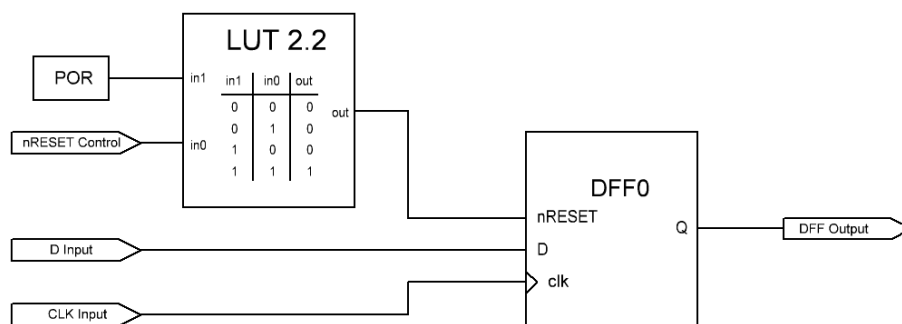 LUT 2.2
POR
in1
in1 in0 out
0 0 0
0 1 0
1 0 0
1 1 1
out
nRESET Control
in0
DFF0
nRESET
D Input
D
Q
DFF Output
clk
CLK Input